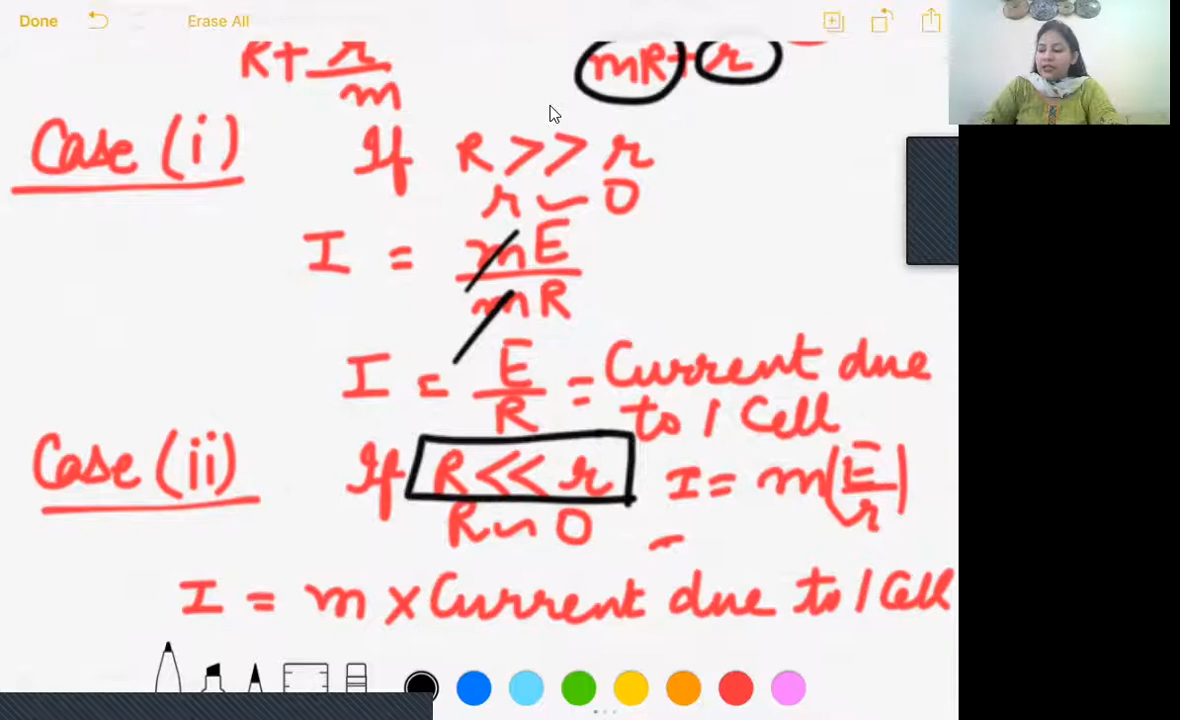 Done Erase All
R+ r/m mR+ r
Case (i) If R >> r
r ~ 0
I = mE/mR
I = E/R = Current due
to 1 Cell
Case (ii) If R << r I = m(E/r)
R ~ 0
I = m x Current due to 1 Cell